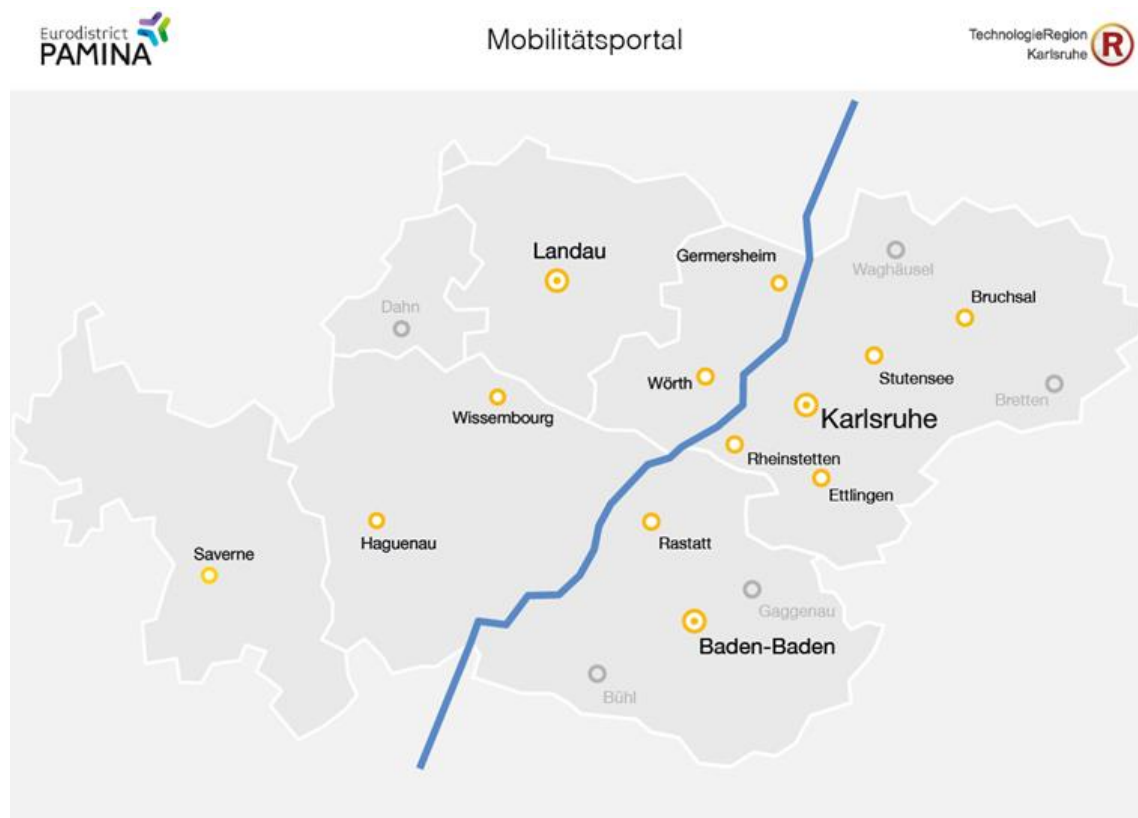 Eurodistrict
PAMINA
Mobilitätsportal
TechnologieRegion
Karlsruhe
R
Landau
Germersheim
Waghäusel
Bruchsal
Dahn
Stutensee
Wörth
Bretten
Wissembourg
Karlsruhe
Rheinstetten
Ettlingen
Haguenau
Rastatt
Saverne
Gaggenau
Baden-Baden
Bühl